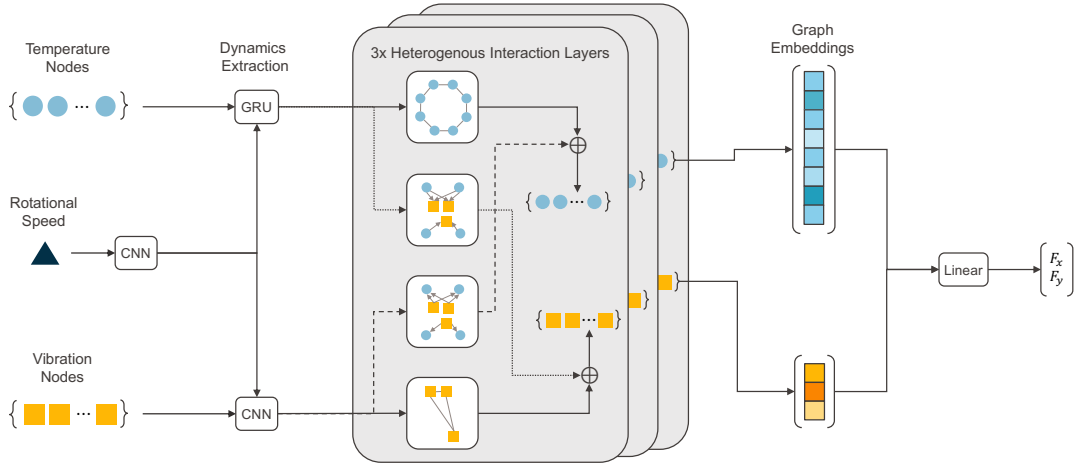 Temperature
Nodes
Dynamics
Extraction
3x Heterogenous Interaction Layers
Graph
Embeddings
{ ... }
GRU
{ ... }
Rotational
Speed
CNN
Linear
F_x
F_y
{ ... }
Vibration
Nodes
{ ... }
CNN